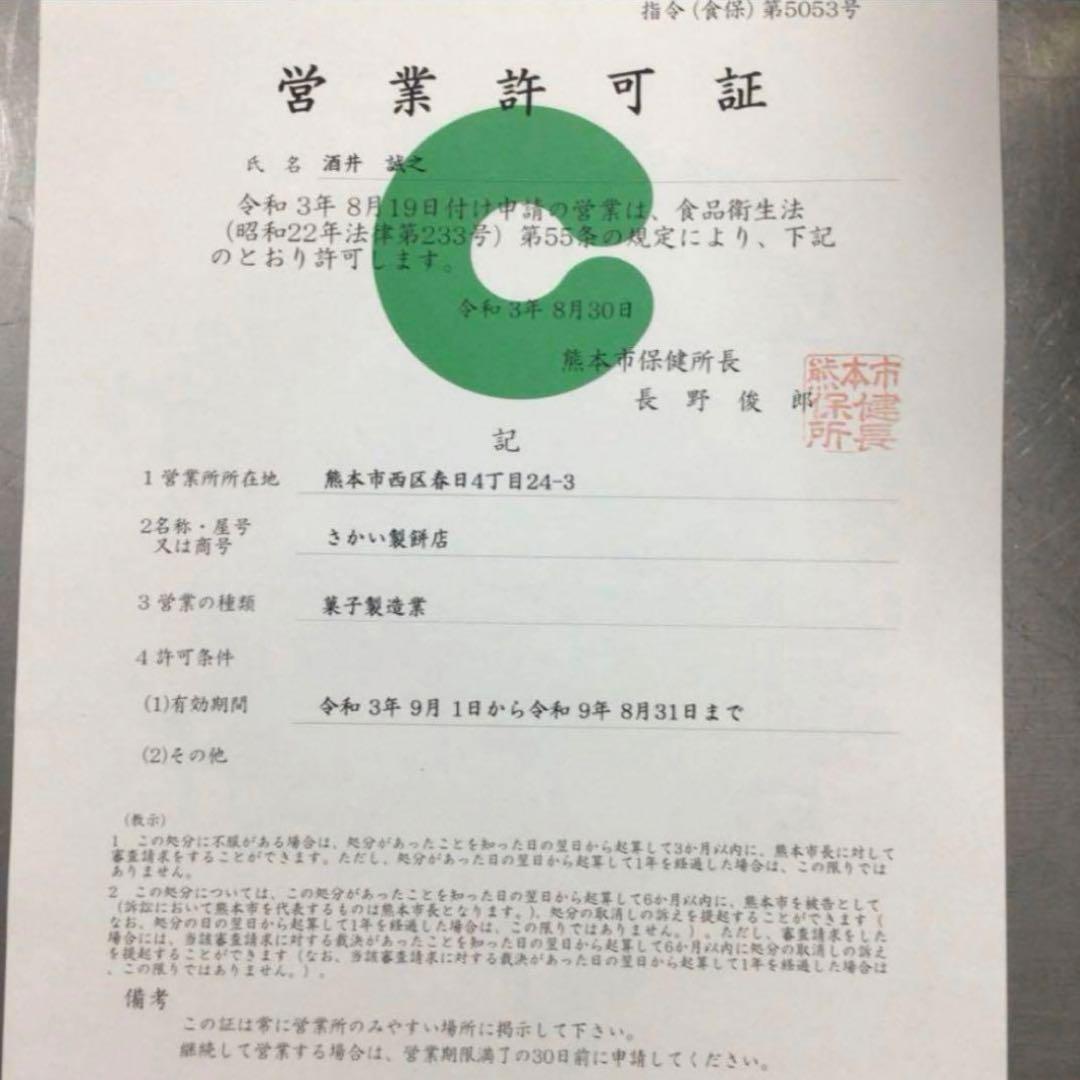 指令(食保)第5053号
営業許可証
氏 名 酒井 誠之
令和 3年 8月19日付け申請の営業は、食品衛生法
(昭和22年法律第233号)第55条の規定により、下記
のとおり許可します。
令和 3年 8月30日
熊本市保健所長
長 野 俊 郎
熊本市
保健
所長
記
1 営業所所在地 熊本市西区春日4丁目24-3
2名称・屋号
又は商号 さかい製餅店
3 営業の種類 菓子製造業
4 許可条件
(1)有効期間 令和 3年 9月 1日から令和 9年 8月31日まで
(2)その他
(教示)
1 この処分に不服がある場合は、処分があったことを知った日の翌日から起算して3か月以内に、熊本市長に対して
審査請求をすることができます。ただし、処分があった日の翌日から起算して1年を経過した場合は、この限りでは
ありません。
2 この処分については、この処分があったことを知った日の翌日から起算して6か月以内に、熊本市を被告として
(訴訟において熊本市を代表するものは熊本市長となります。)、処分の取消しの訴えを提起することができます(
なお、処分の日の翌日から起算して1年を経過した場合は、この限りではありません。)。ただし、審査請求をした
場合には、当該審査請求に対する裁決があったことを知った日の翌日から起算して6か月以内に処分の取消しの訴え
を提起することができます(なお、当該審査請求に対する裁決があった日の翌日から起算して1年を経過した場合は
、この限りではありません。)。
備考
この証は常に営業所のみやすい場所に掲示して下さい。
継続して営業する場合は、営業期限満了の30日前に申請してください。